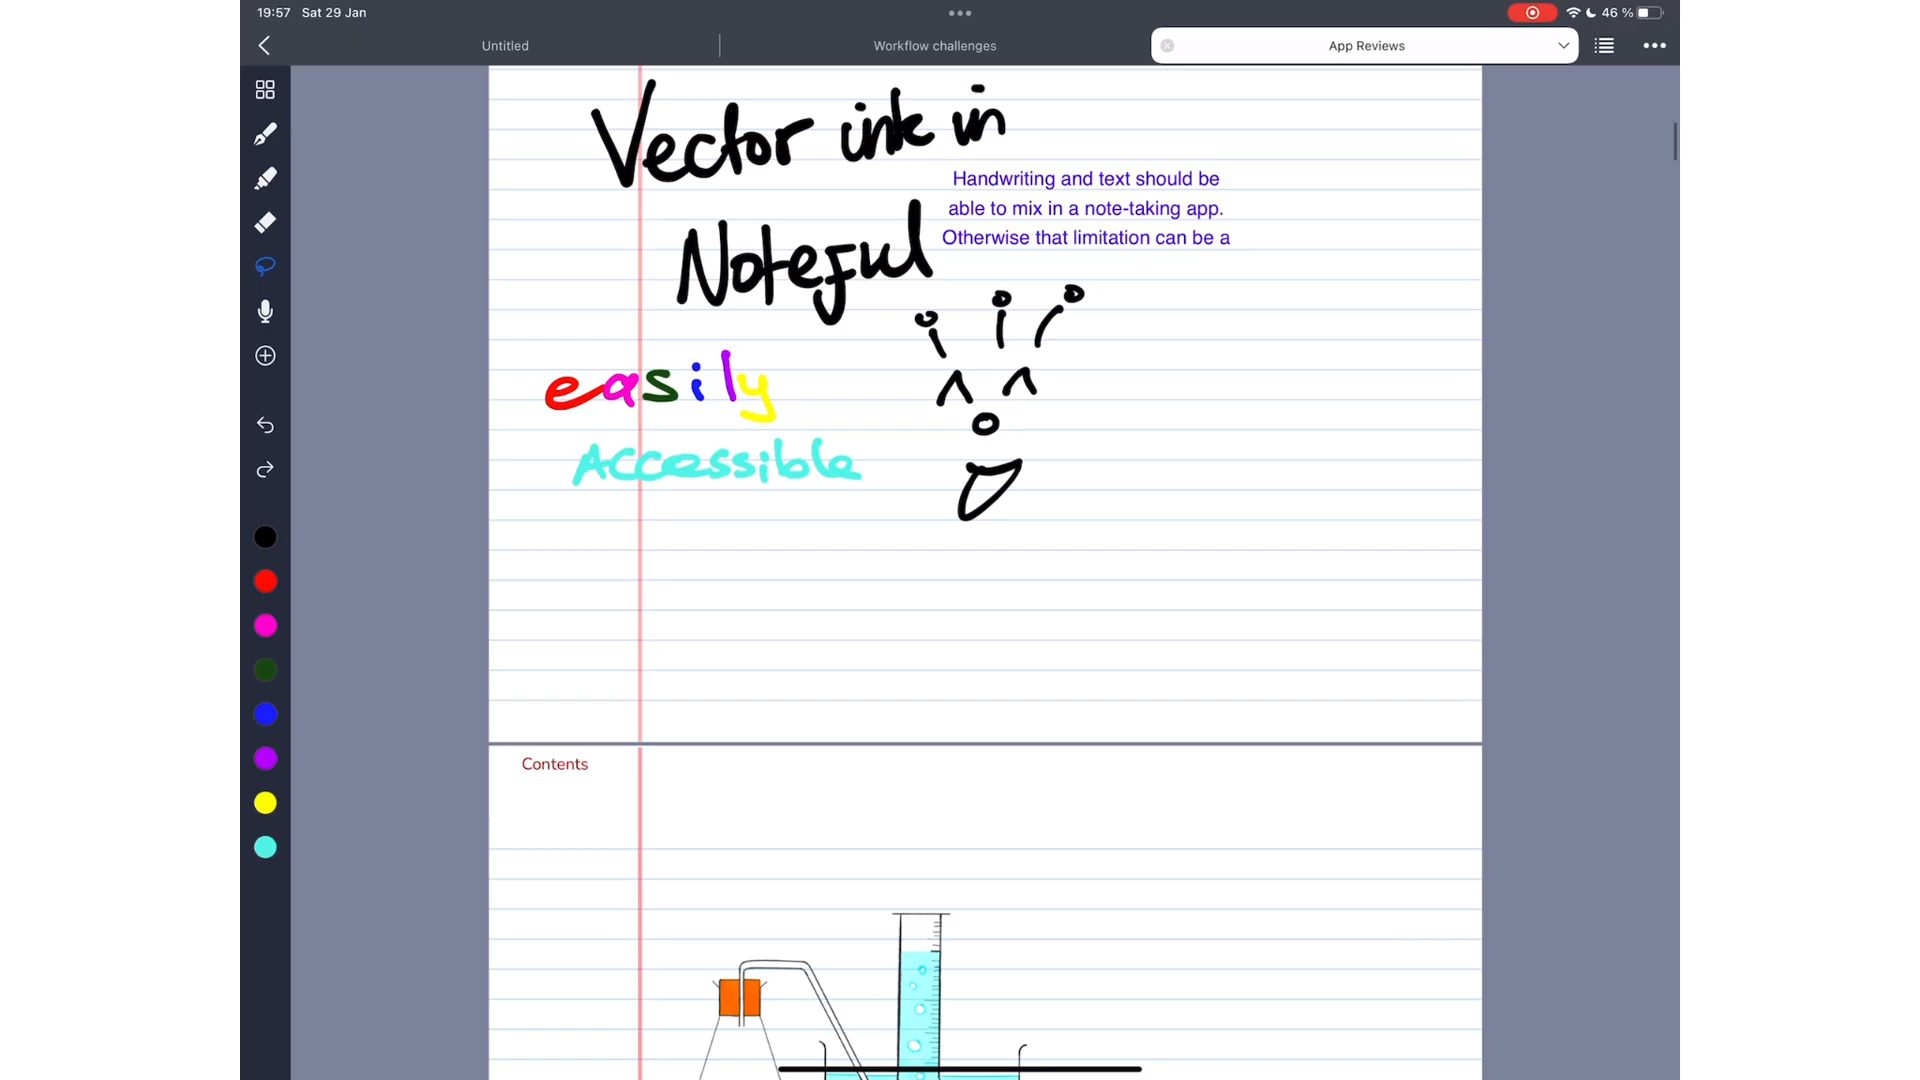 19:57 Sat 29 Jan
46 %
Untitled
Workflow challenges
App Reviews
Vector ink in
Handwriting and text should be
able to mix in a note-taking app.
Otherwise that limitation can be a
Noteful
easily
Accessible
Contents